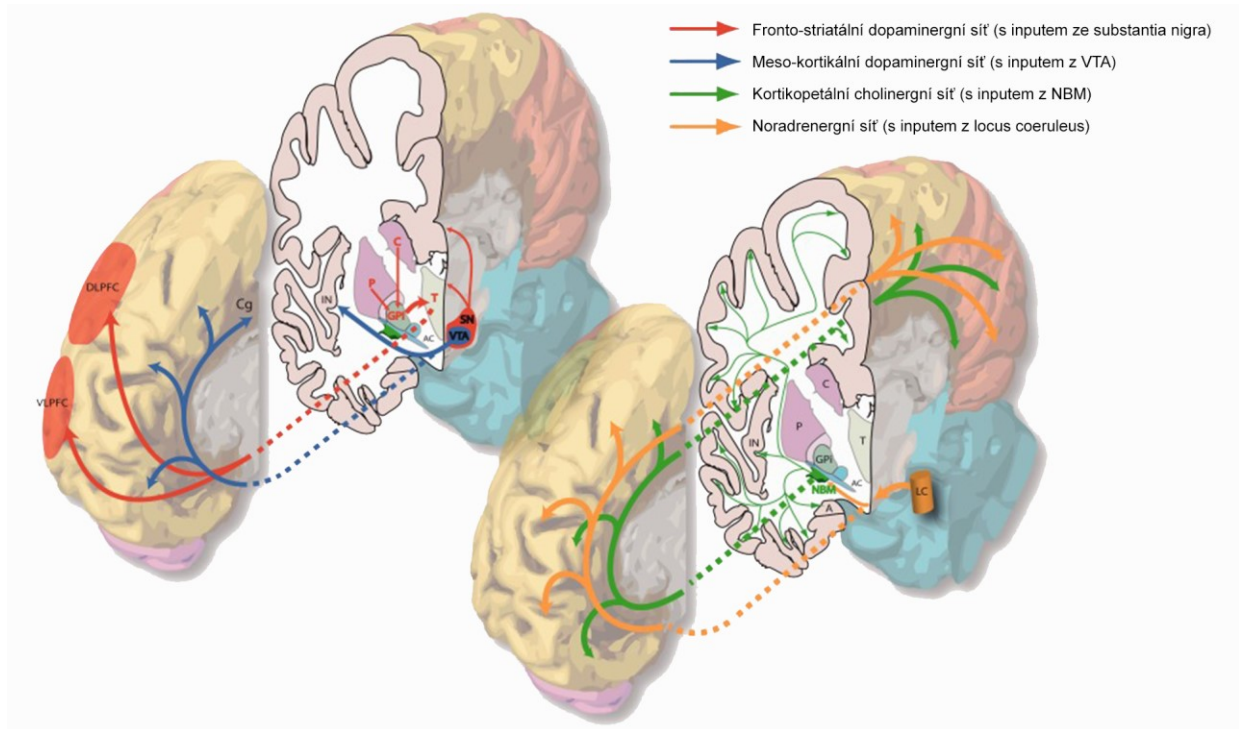 Fronto-striatální dopaminergní síť (s inputem ze substantia nigra)
Meso-kortikální dopaminergní síť (s inputem z VTA)
Kortikopetální cholinergní síť (s inputem z NBM)
Noradrenergní síť (s inputem z locus coeruleus)
DLPFC
VLPFC
Cg
IN
C
P
GPi
T
AC
SN
VTA
C
P
IN
GPi
T
AC
NBM
A
LC